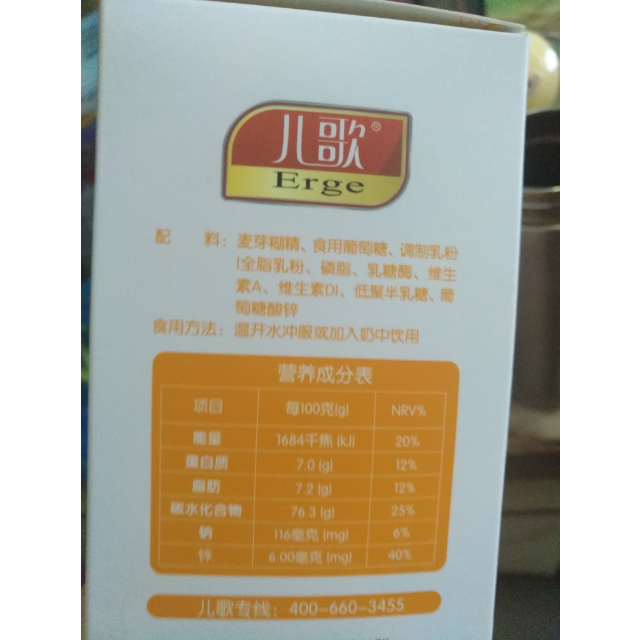 儿歌®
Erge
配 料：麦芽糊精、食用葡萄糖、调制乳粉
(全脂乳粉、磷脂、乳糖酶、维生
素A、维生素D)、低聚半乳糖、葡
萄糖酸锌
食用方法：温开水冲服或加入奶中饮用
营养成分表
项目 每100克(g) NRV%
能量 1684千焦 (kJ) 20%
蛋白质 7.0 (g) 12%
脂肪 7.2 (g) 12%
碳水化合物 76.3 (g) 25%
钠 116毫克 (mg) 6%
锌 6.00毫克 (mg) 40%
儿歌专线：400-660-3455